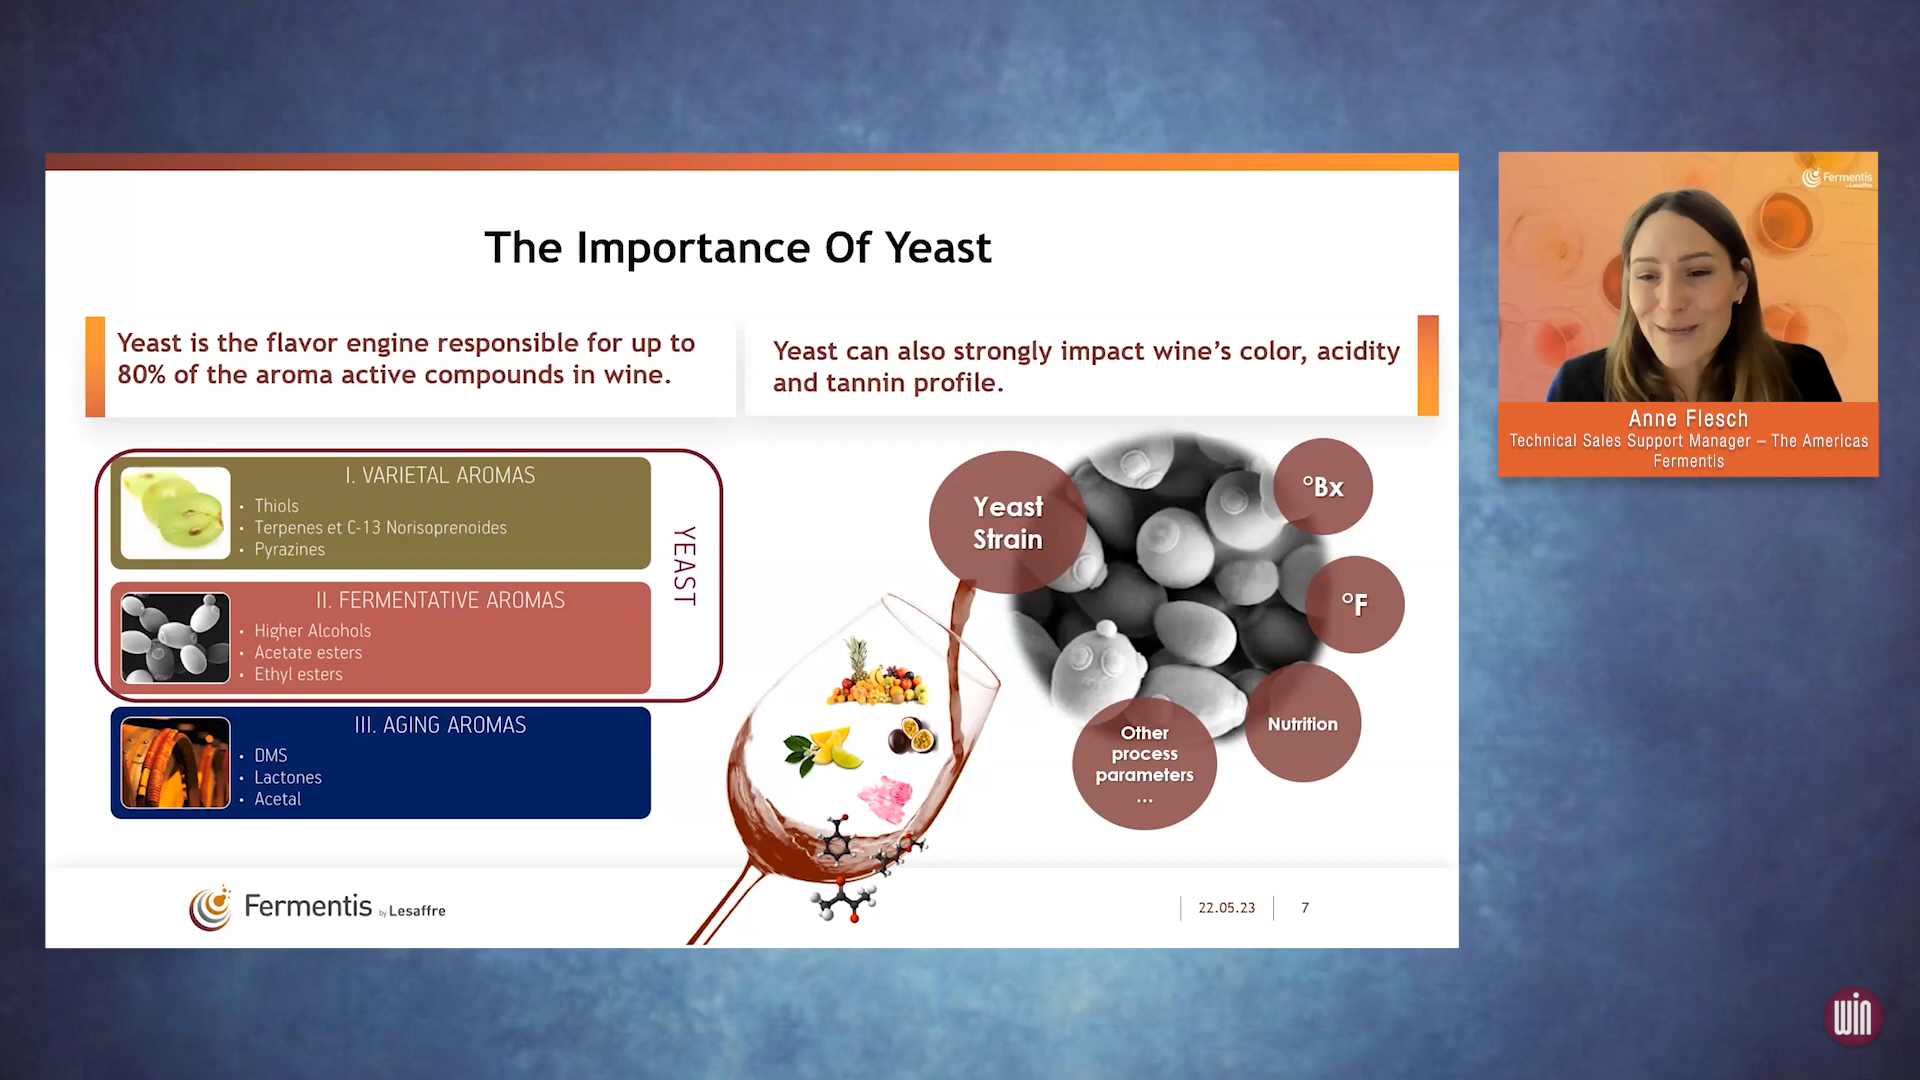 The Importance Of Yeast
Yeast is the flavor engine responsible for up to
80% of the aroma active compounds in wine.
Yeast can also strongly impact wine's color, acidity
and tannin profile.
I. VARIETAL AROMAS
• Thiols
• Terpenes et C-13 Norisoprenoides
• Pyrazines
II. FERMENTATIVE AROMAS
• Higher Alcohols
• Acetate esters
• Ethyl esters
YEAST
III. AGING AROMAS
• DMS
• Lactones
• Acetal
Yeast
Strain
°Bx
°F
Nutrition
Other
process
parameters
...
Fermentis by Lesaffre
22.05.23
7
Fermentis
by Lesaffre
Anne Flesch
Technical Sales Support Manager – The Americas
Fermentis
win